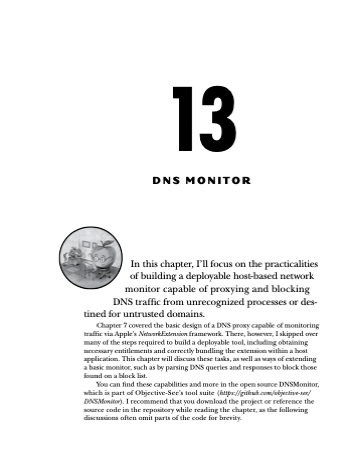 13
DNS MONITOR
In this chapter, I'll focus on the practicalities
of building a deployable host-based network
monitor capable of proxying and blocking
DNS traffic from unrecognized processes or des-
tined for untrusted domains.
Chapter 7 covered the basic design of a DNS proxy capable of monitoring
traffic via Apple's NetworkExtension framework. There, however, I skipped over
many of the steps required to build a deployable tool, including obtaining
necessary entitlements and correctly bundling the extension within a host
application. This chapter will discuss these tasks, as well as ways of extending
a basic monitor, such as by parsing DNS queries and responses to block those
found on a block list.
You can find these capabilities and more in the open source DNSMonitor,
which is part of Objective-See's tool suite (https://github.com/objective-see/
DNSMonitor). I recommend that you download the project or reference the
source code in the repository while reading the chapter, as the following
discussions often omit parts of the code for brevity.